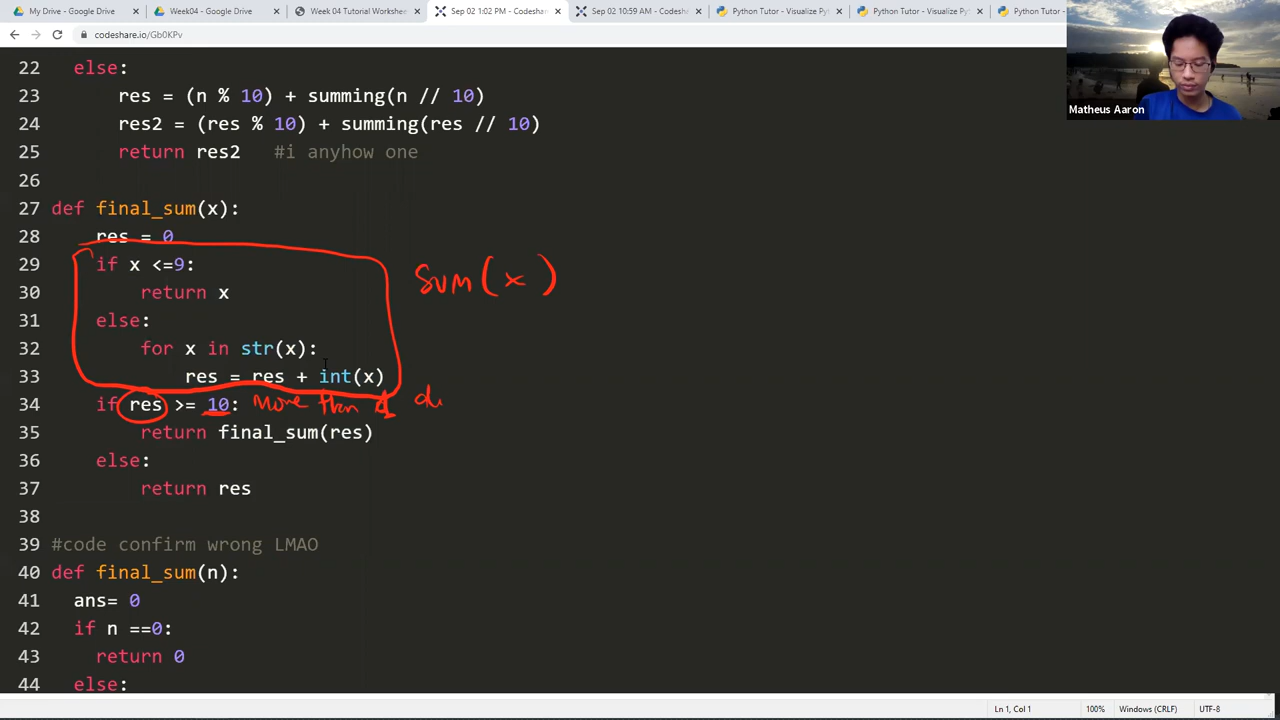 My Drive - Google Drive
Week04 - Google Drive
Week 04 Tutorial Workshee
Sep 02 1:02 PM - Codeshare
Sep 02 10:59 AM - Codesh
Python Tutor - Visualize Py
Python Tutor - Visualize Pyt
Python Tutor
codeshare.io/Gb0KPv
Matheus Aaron
22 else:
23 res = (n % 10) + summing(n // 10)
24 res2 = (res % 10) + summing(res // 10)
25 return res2 #i anyhow one
26
27 def final_sum(x):
28 res = 0
29 if x <=9:
30 return x
31 else:
32 for x in str(x):
33 res = res + int(x)
34 if res >= 10:
35 return final_sum(res)
36 else:
37 return res
38
39 #code confirm wrong LMAO
40 def final_sum(n):
41 ans= 0
42 if n ==0:
43 return 0
44 else:
Sum(x)
More than 1 di
Ln 1, Col 1
100%
Windows (CRLF)
UTF-8